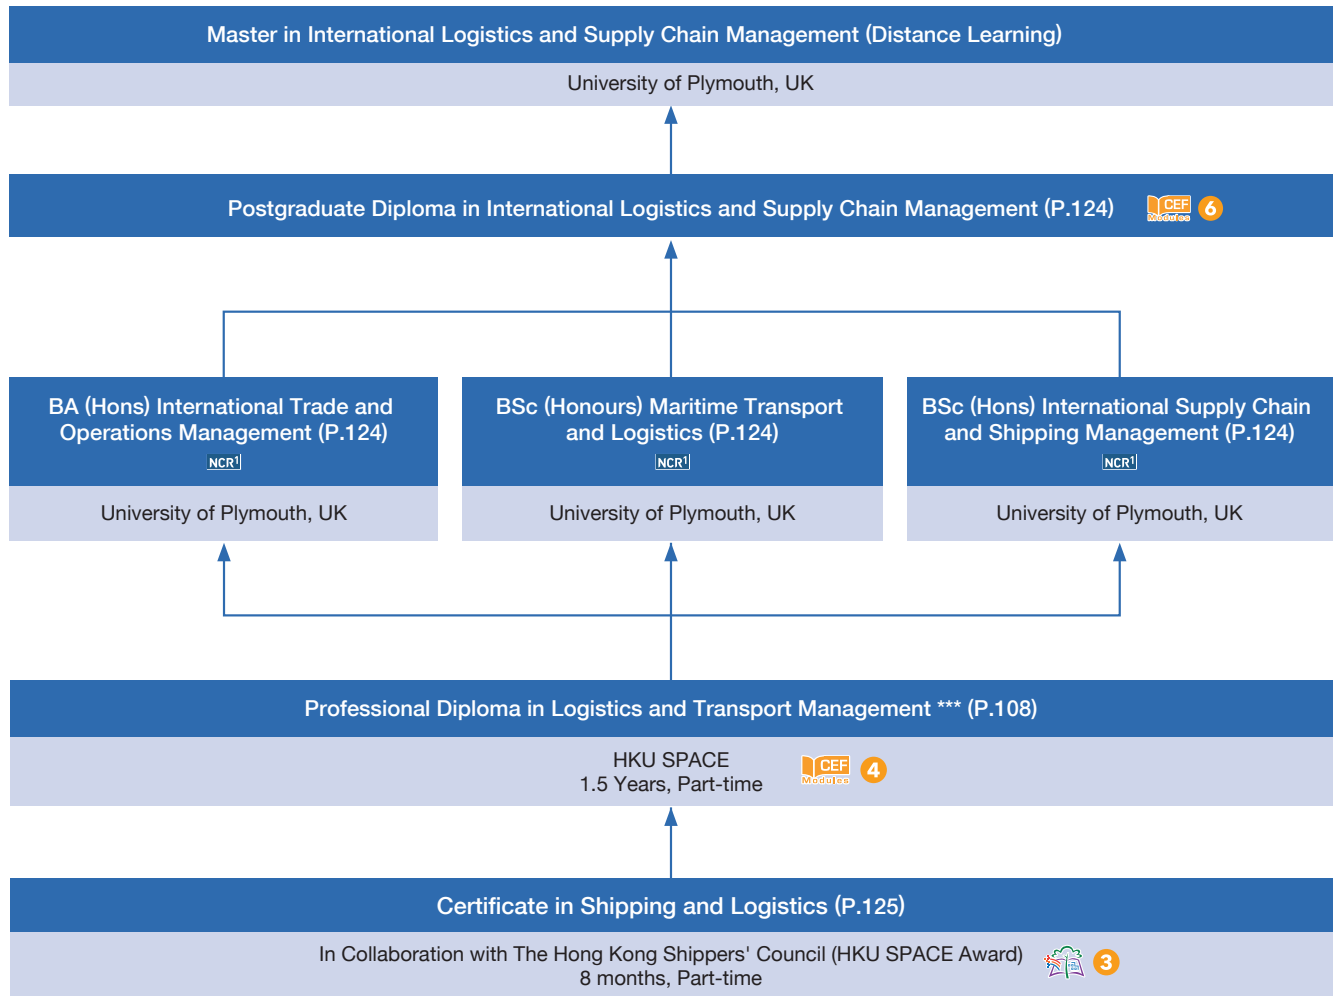 Master in International Logistics and Supply Chain Management (Distance Learning)
University of Plymouth, UK
Postgraduate Diploma in International Logistics and Supply Chain Management (P.124)
CEF
Modules
6
BA (Hons) International Trade and
Operations Management (P.124)
NCR1
University of Plymouth, UK
BSc (Honours) Maritime Transport
and Logistics (P.124)
NCR1
University of Plymouth, UK
BSc (Hons) International Supply Chain
and Shipping Management (P.124)
NCR1
University of Plymouth, UK
Professional Diploma in Logistics and Transport Management *** (P.108)
HKU SPACE
1.5 Years, Part-time
CEF
Modules
4
Certificate in Shipping and Logistics (P.125)
In Collaboration with The Hong Kong Shippers' Council (HKU SPACE Award)
8 months, Part-time
3